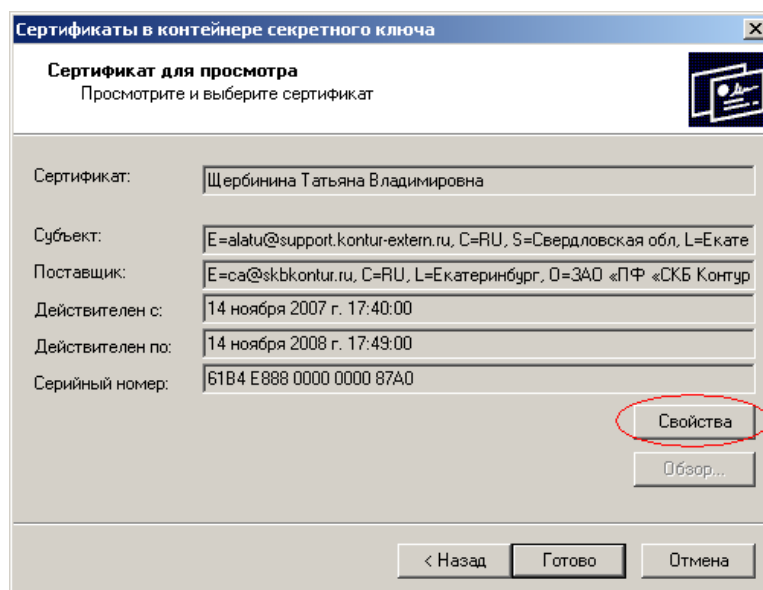 Сертификаты в контейнере секретного ключа
Сертификат для просмотра
Просмотрите и выберите сертификат
Сертификат: Щербинина Татьяна Владимировна
Субъект: E=alatu@support.kontur-extern.ru, C=RU, S=Свердловская обл, L=Екате
Поставщик: E=ca@skbkontur.ru, C=RU, L=Екатеринбург, O=ЗАО «ПФ «СКБ Контур
Действителен с: 14 ноября 2007 г. 17:40:00
Действителен по: 14 ноября 2008 г. 17:49:00
Серийный номер: 61B4 E888 0000 0000 87A0
Свойства
Обзор...
< Назад Готово Отмена